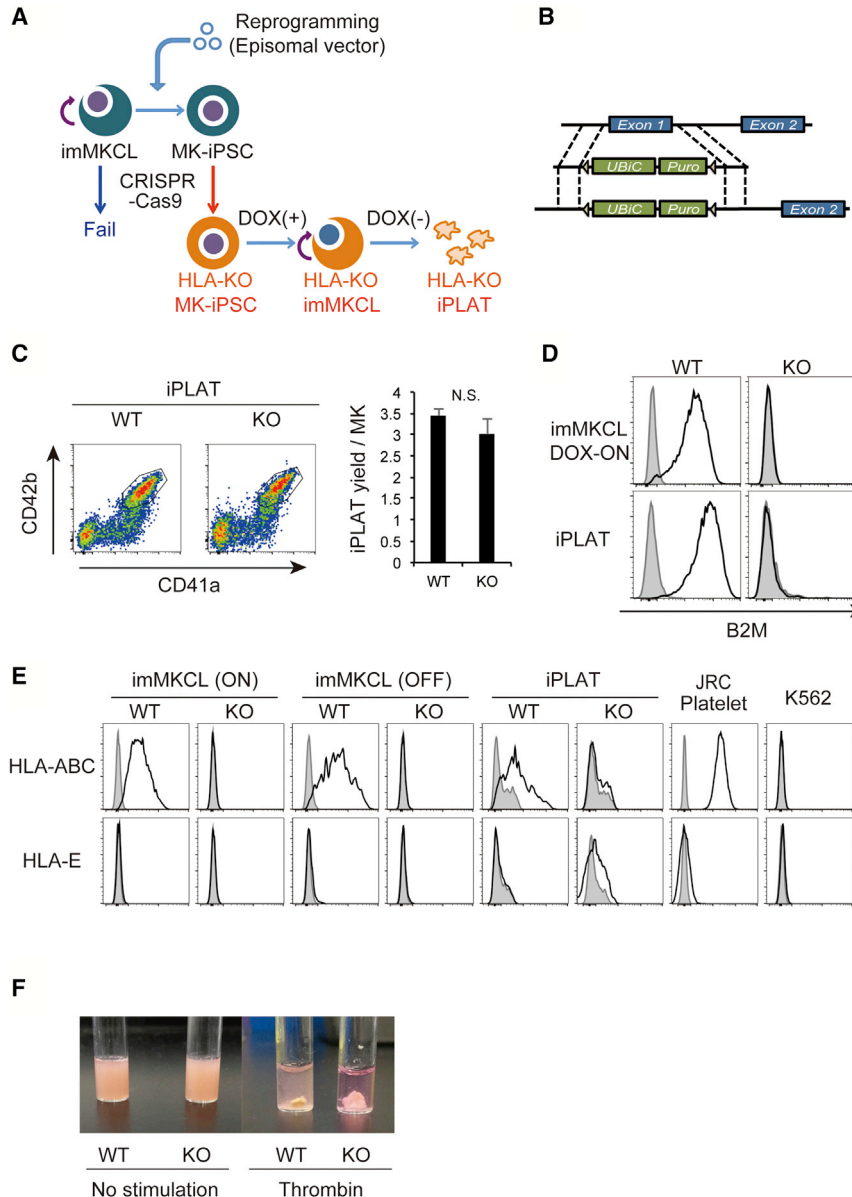 A
Reprogramming
(Episomal vector)
imMKCL
MK-iPSC
CRISPR
-Cas9
Fail
DOX(+)
DOX(-)
HLA-KO
MK-iPSC
HLA-KO
imMKCL
HLA-KO
iPLAT
B
Exon 1
Exon 2
UBiC
Puro
UBiC
Puro
Exon 2
C
iPLAT
WT
KO
CD42b
CD41a
iPLAT yield / MK
4
3.5
3
2.5
2
1.5
1
0.5
0
N.S.
WT
KO
D
WT
KO
imMKCL
DOX-ON
iPLAT
B2M
E
imMKCL (ON)
imMKCL (OFF)
iPLAT
JRC
Platelet
K562
WT
KO
WT
KO
WT
KO
HLA-ABC
HLA-E
F
WT
KO
WT
KO
No stimulation
Thrombin